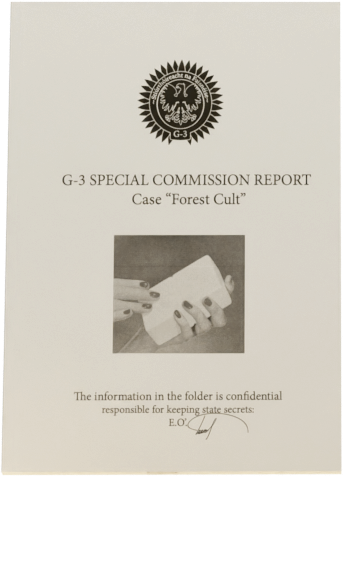 G-3
G-3 SPECIAL COMMISSION REPORT
Case “Forest Cult”
The information in the folder is confidential
responsible for keeping state secrets:
E.O'.